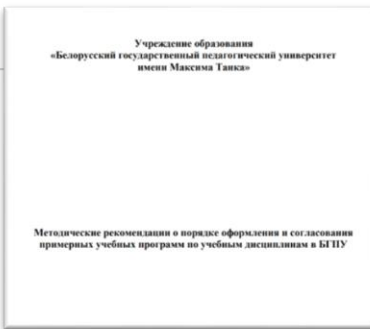 Учреждение образования
«Белорусский государственный педагогический университет
имени Максима Танка»
Методические рекомендации о порядке оформления и согласования
примерных учебных программ по учебным дисциплинам в БГПУ